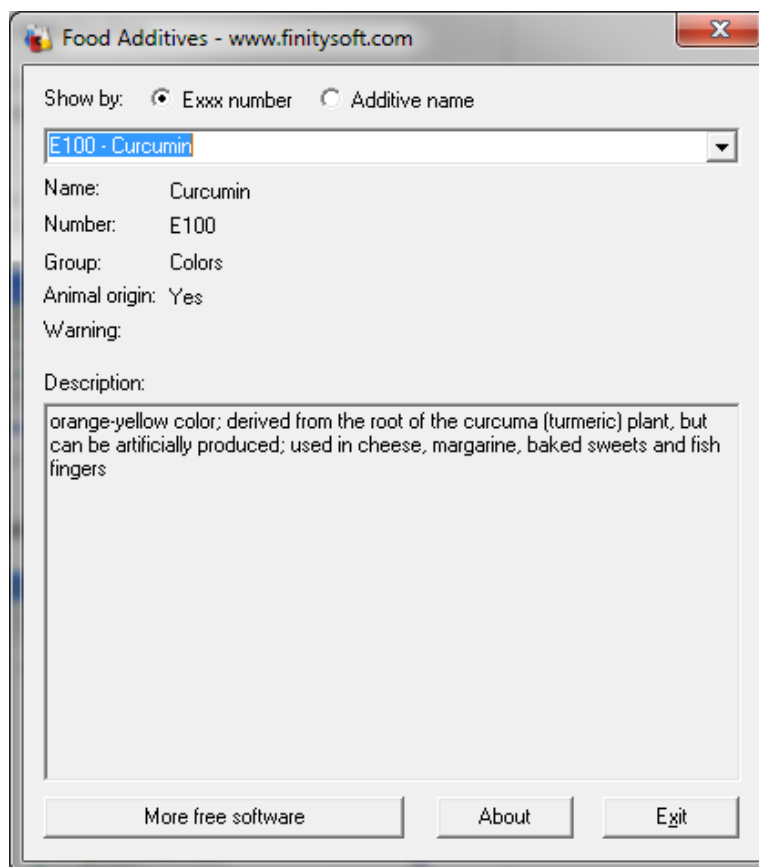 Food Additives - www.finitysoft.com
Show by: Exxx number Additive name
E100 - Curcumin
Name: Curcumin
Number: E100
Group: Colors
Animal origin: Yes
Warning:
Description:
orange-yellow color; derived from the root of the curcuma (turmeric) plant, but
can be artificially produced; used in cheese, margarine, baked sweets and fish
fingers
More free software About Exit